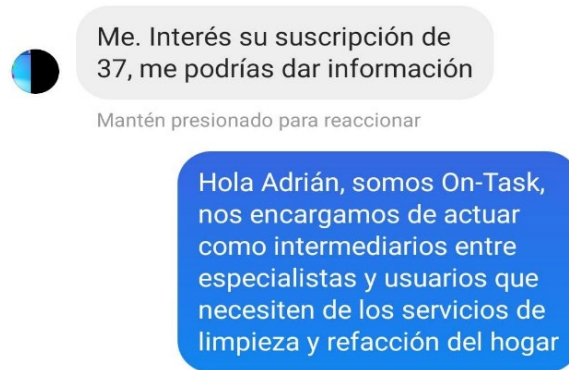 Me. Interés su suscripción de
37, me podrías dar información
Mantén presionado para reaccionar
Hola Adrián, somos On-Task,
nos encargamos de actuar
como intermediarios entre
especialistas y usuarios que
necesiten de los servicios de
limpieza y refacción del hogar